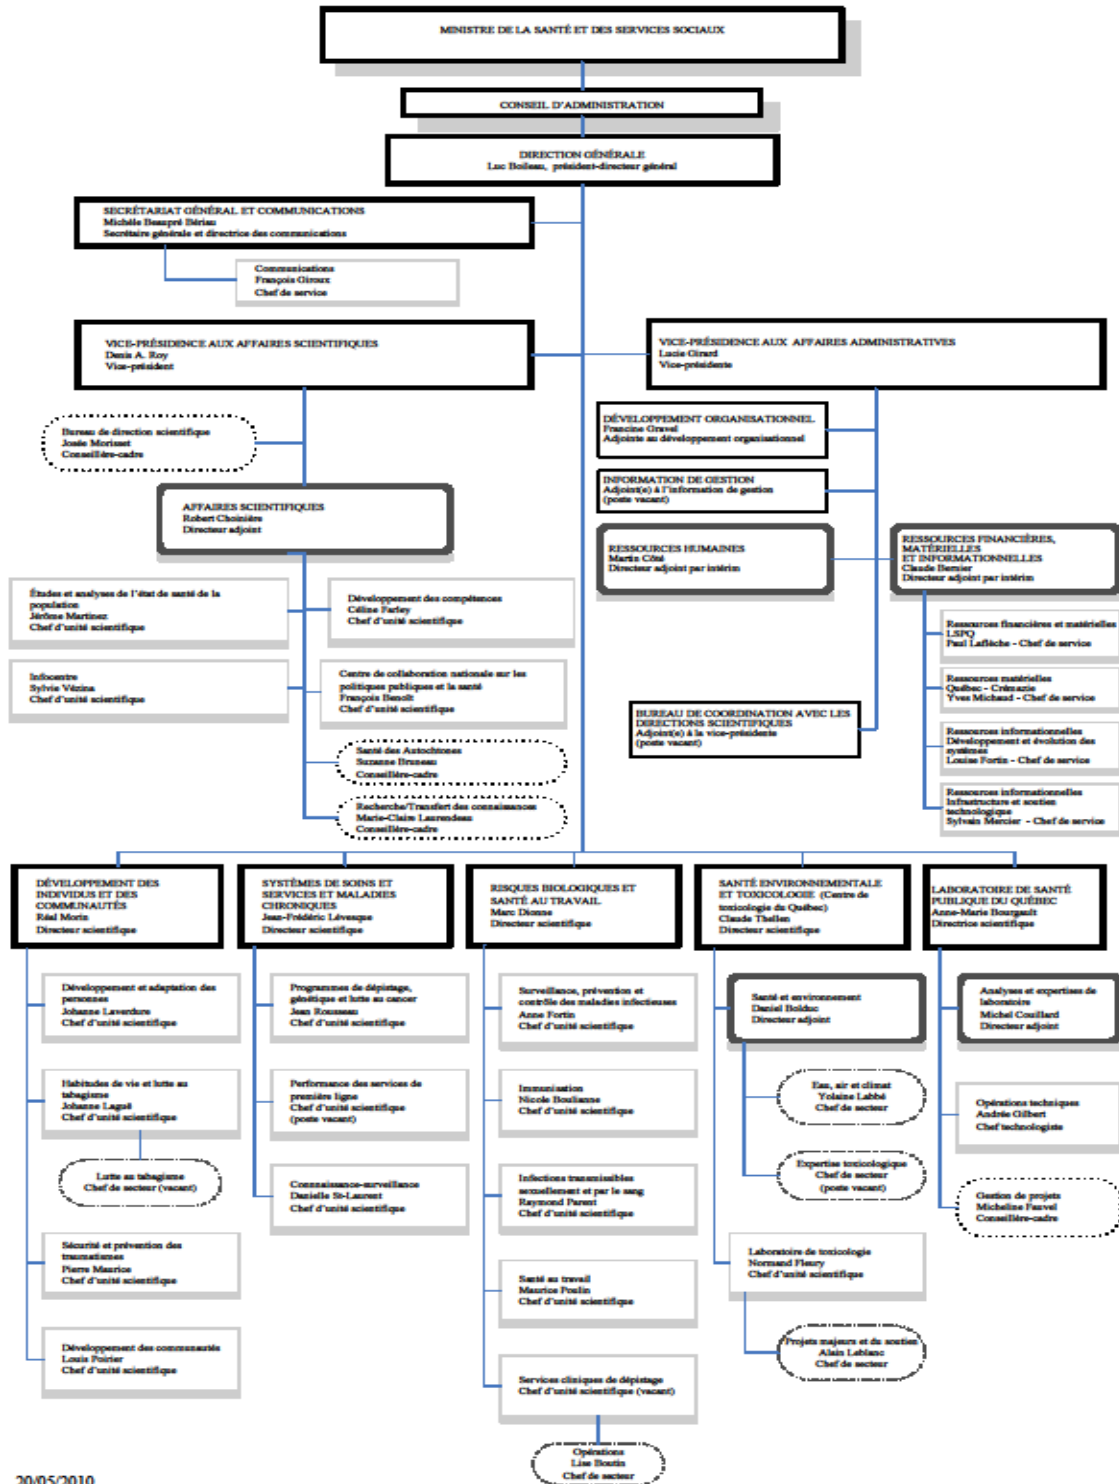 MINISTRE DE LA SANTÉ ET DES SERVICES SOCIAUX
CONSEIL D'ADMINISTRATION
DIRECTION GÉNÉRALE
Luc Boileau, président-directeur général
SECRÉTARIAT GÉNÉRAL ET COMMUNICATIONS
Michèle Beaupré Bériau
Secrétaire générale et directrice des communications
Communications
François Giroux
Chef de service
VICE-PRÉSIDENCE AUX AFFAIRES SCIENTIFIQUES
Denis A. Roy
Vice-président
VICE-PRÉSIDENCE AUX AFFAIRES ADMINISTRATIVES
Lucie Girard
Vice-présidente
Bureau de direction scientifique
Josée Morisset
Conseillère-cadre
AFFAIRES SCIENTIFIQUES
Robert Choinière
Directeur adjoint
DÉVELOPPEMENT ORGANISATIONNEL
Francine Gravel
Adjointe au développement organisationnel
INFORMATION DE GESTION
Adjoint(e) à l'information de gestion
(poste vacant)
RESSOURCES HUMAINES
Martin Côté
Directeur adjoint par intérim
RESSOURCES FINANCIÈRES,
MATÉRIELLES
ET INFORMATIONNELLES
Claude Bernier
Directeur adjoint par intérim
Études et analyses de l'état de santé de la
population
Jérôme Martinez
Chef d'unité scientifique
Développement des compétences
Céline Farley
Chef d'unité scientifique
Infocentre
Sylvie Vézina
Chef d'unité scientifique
Centre de collaboration nationale sur les
politiques publiques et la santé
François Benoît
Chef d'unité scientifique
Santé des Autochtones
Suzanne Bruneau
Conseillère-cadre
Recherche/Transfert des connaissances
Marie-Claire Laurendeau
Conseillère-cadre
Ressources financières et matérielles
LSPQ
Paul Laflèche - Chef de service
Ressources matérielles
Québec - Crémazie
Yves Michaud - Chef de service
Ressources informationnelles
Développement et évolution des
systèmes
Louise Fortin - Chef de service
Ressources informationnelles
Infrastructure et soutien
technologique
Sylvain Mercier - Chef de service
BUREAU DE COORDINATION AVEC LES
DIRECTIONS SCIENTIFIQUES
Adjoint(e) à la vice-présidente
(poste vacant)
DÉVELOPPEMENT DES
INDIVIDUS ET DES
COMMUNAUTÉS
Réal Morin
Directeur scientifique
SYSTÈMES DE SOINS ET
SERVICES ET MALADIES
CHRONIQUES
Jean-Frédéric Lévesque
Directeur scientifique
RISQUES BIOLOGIQUES ET
SANTÉ AU TRAVAIL
Marc Dionne
Directeur scientifique
SANTÉ ENVIRONNEMENTALE
ET TOXICOLOGIE (Centre de
toxicologie du Québec)
Claude Thellen
Directeur scientifique
LABORATOIRE DE SANTÉ
PUBLIQUE DU QUÉBEC
Anne-Marie Bourgault
Directrice scientifique
Développement et adaptation des
personnes
Johanne Laverdure
Chef d'unité scientifique
Habitudes de vie et lutte au
tabagisme
Johanne Laguë
Chef d'unité scientifique
Lutte au tabagisme
Chef de secteur (vacant)
Sécurité et prévention des
traumatismes
Pierre Maurice
Chef d'unité scientifique
Développement des communautés
Louis Poirier
Chef d'unité scientifique
Programmes de dépistage,
génétique et lutte au cancer
Jean Rousseau
Chef d'unité scientifique
Performance des services de
première ligne
Chef d'unité scientifique
(poste vacant)
Connaissance-surveillance
Danielle St-Laurent
Chef d'unité scientifique
Surveillance, prévention et
contrôle des maladies infectieuses
Anne Fortin
Chef d'unité scientifique
Immunisation
Nicole Boulianne
Chef d'unité scientifique
Infections transmissibles
sexuellement et par le sang
Raymond Parent
Chef d'unité scientifique
Santé au travail
Maurice Poulin
Chef d'unité scientifique
Services cliniques de dépistage
Chef d'unité scientifique (vacant)
Opérations
Lise Boutin
Chef de secteur
Santé et environnement
Daniel Bolduc
Directeur adjoint
Eau, air et climat
Yolaine Labbé
Chef de secteur
Expertise toxicologique
Chef de secteur
(poste vacant)
Laboratoire de toxicologie
Normand Fleury
Chef d'unité scientifique
Projets majeurs et du soutien
Alain Leblanc
Chef de secteur
Analyses et expertises de
laboratoire
Michel Couillard
Directeur adjoint
Opérations techniques
Andrée Gilbert
Chef technologiste
Gestion de projets
Micheline Fauvel
Conseillère-cadre
20/05/2010